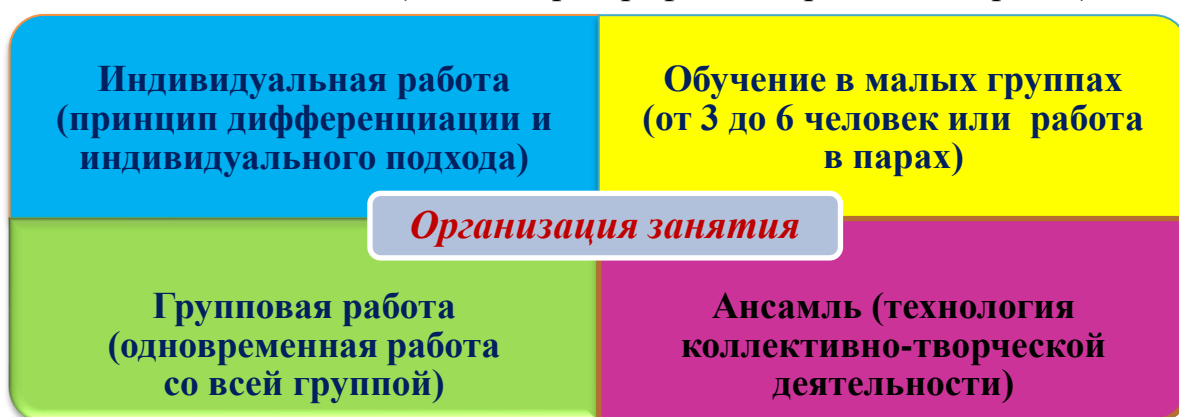 Индивидуальная работа
(принцип дифференциации и
индивидуального подхода)
Обучение в малых группах
(от 3 до 6 человек или работа
в парах)
Организация занятия
Групповая работа
(одновременная работа
со всей группой)
Ансамль (технология
коллективно-творческой
деятельности)